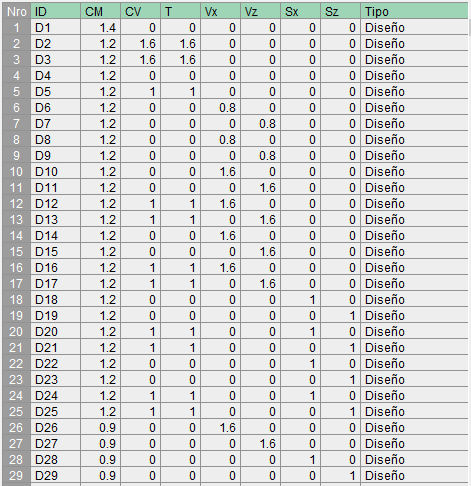 Nro ID CM CV T Vx Vz Sx Sz Tipo
1 D1 1.4 0 0 0 0 0 0 Diseño
2 D2 1.2 1.6 1.6 0 0 0 0 Diseño
3 D3 1.2 1.6 1.6 0 0 0 0 Diseño
4 D4 1.2 0 0 0 0 0 0 Diseño
5 D5 1.2 1 1 0 0 0 0 Diseño
6 D6 1.2 0 0 0.8 0 0 0 Diseño
7 D7 1.2 0 0 0 0.8 0 0 Diseño
8 D8 1.2 0 0 0.8 0 0 0 Diseño
9 D9 1.2 0 0 0 0.8 0 0 Diseño
10 D10 1.2 0 0 1.6 0 0 0 Diseño
11 D11 1.2 0 0 0 1.6 0 0 Diseño
12 D12 1.2 1 1 1.6 0 0 0 Diseño
13 D13 1.2 1 1 0 1.6 0 0 Diseño
14 D14 1.2 0 0 1.6 0 0 0 Diseño
15 D15 1.2 0 0 0 1.6 0 0 Diseño
16 D16 1.2 1 1 1.6 0 0 0 Diseño
17 D17 1.2 1 1 0 1.6 0 0 Diseño
18 D18 1.2 0 0 0 0 1 0 Diseño
19 D19 1.2 0 0 0 0 0 1 Diseño
20 D20 1.2 1 1 0 0 1 0 Diseño
21 D21 1.2 1 1 0 0 0 1 Diseño
22 D22 1.2 0 0 0 0 1 0 Diseño
23 D23 1.2 0 0 0 0 0 1 Diseño
24 D24 1.2 1 1 0 0 1 0 Diseño
25 D25 1.2 1 1 0 0 0 1 Diseño
26 D26 0.9 0 0 1.6 0 0 0 Diseño
27 D27 0.9 0 0 0 1.6 0 0 Diseño
28 D28 0.9 0 0 0 0 1 0 Diseño
29 D29 0.9 0 0 0 0 0 1 Diseño